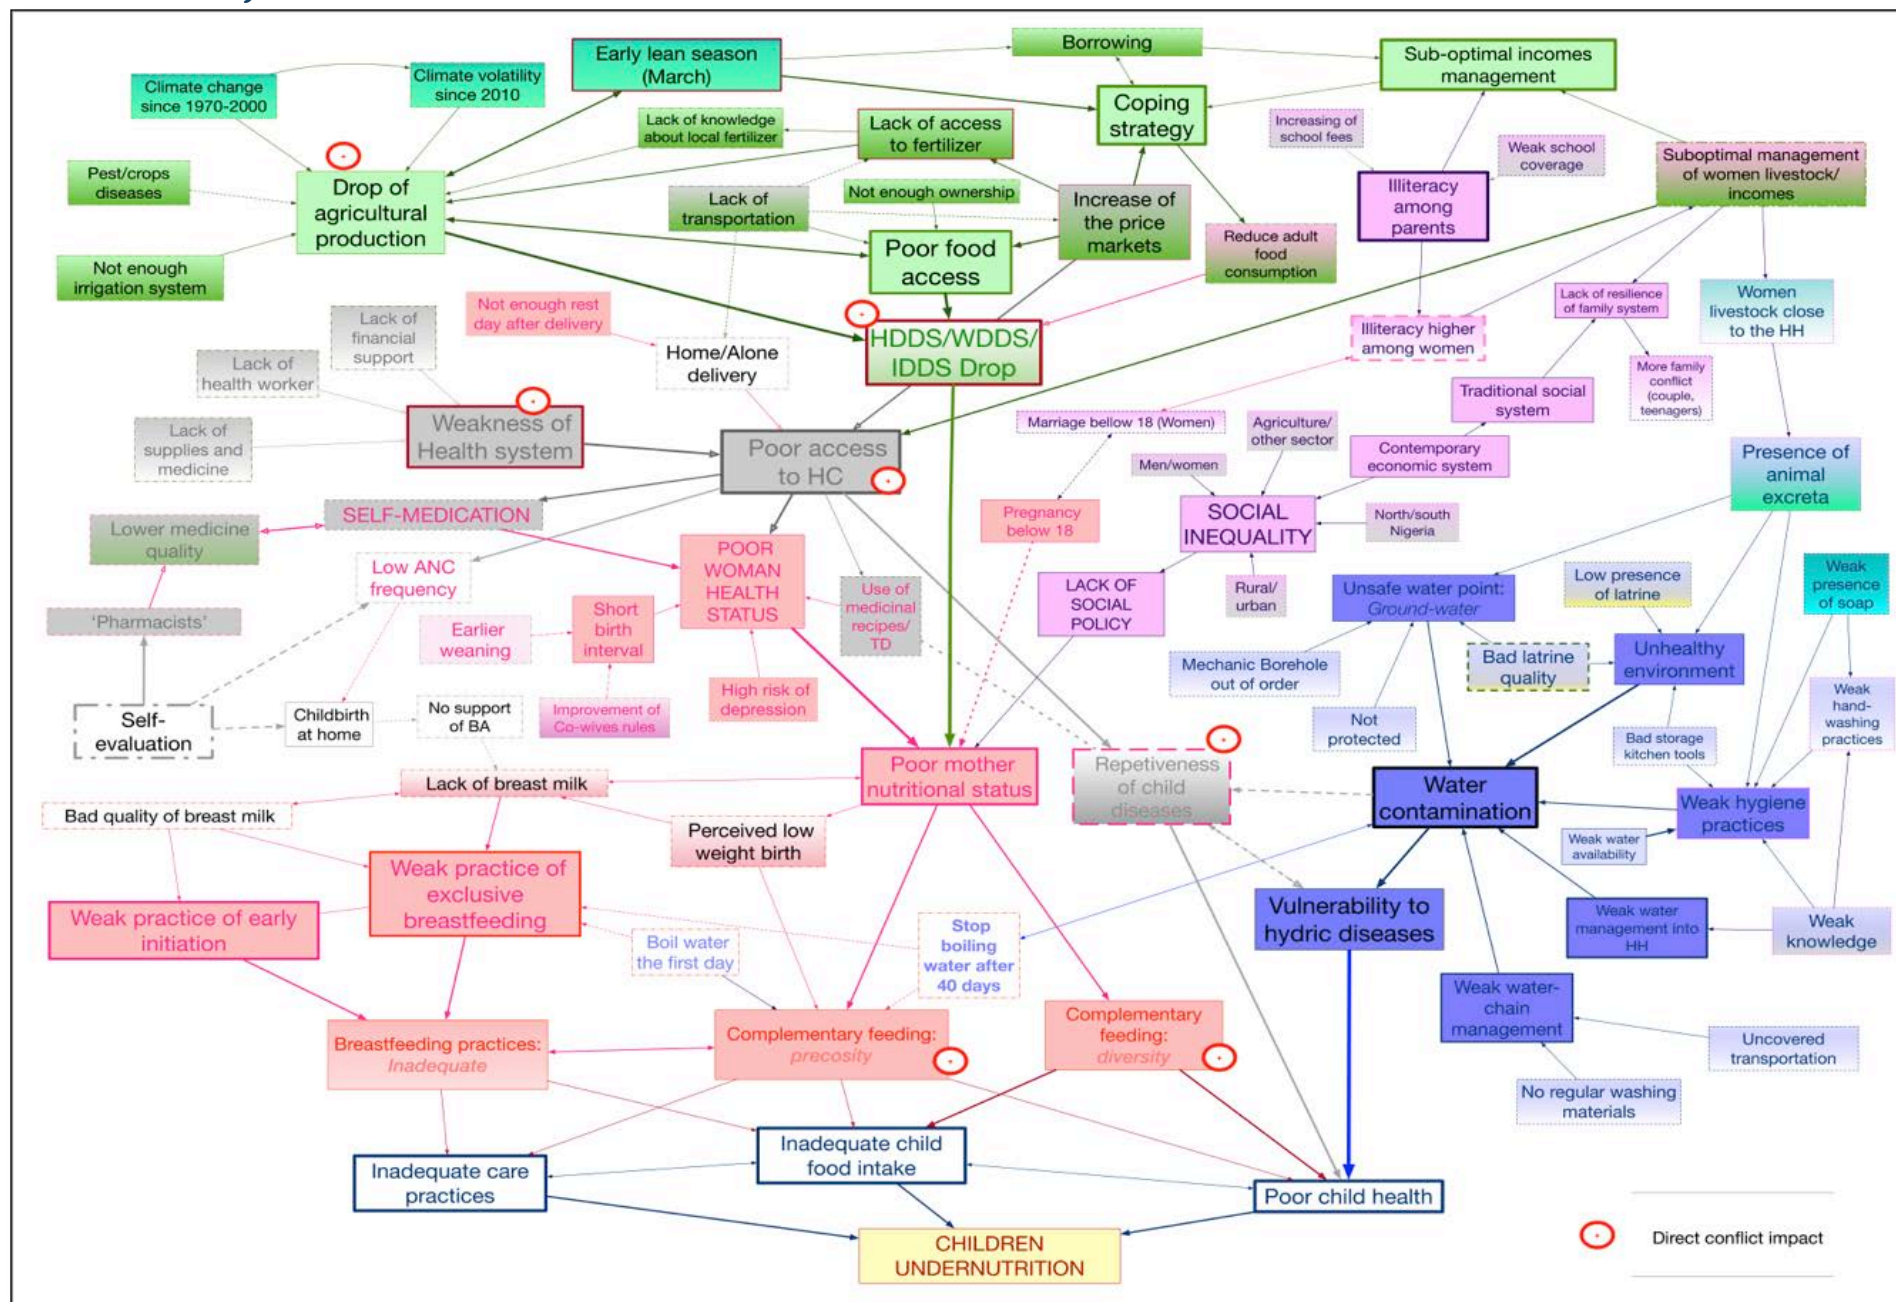 Early lean season
(March)
Borrowing
Sub-optimal incomes
management
Climate change
since 1970-2000
Climate volatility
since 2010
Coping
strategy
Lack of knowledge
about local fertilizer
Lack of access
to fertilizer
Increasing of
school fees
Weak school
coverage
Suboptimal management
of women livestock/
incomes
Pest/crops
diseases
Drop of
agricultural
production
Lack of
transportation
Not enough ownership
Increase of
the price
markets
Illiteracy
among
parents
Not enough
irrigation system
Poor food
access
Reduce adult
food
consumption
Lack of resilience
of family system
Women
livestock close
to the HH
Lack of
financial
support
Not enough rest
day after delivery
Home/Alone
delivery
HDDS/WDDS/
IDDS Drop
Illiteracy higher
among women
More family
conflict
(couple,
teenagers)
Lack of
health worker
Traditional social
system
Weakness of
Health system
Lack of
supplies and
medicine
Poor access
to HC
Marriage bellow 18 (Women)
Agriculture/
other sector
Men/women
Contemporary
economic system
Presence of
animal
excreta
SELF-MEDICATION
Lower medicine
quality
Pregnancy
below 18
SOCIAL
INEQUALITY
North/south
Nigeria
Low ANC
frequency
POOR
WOMAN
HEALTH
STATUS
Use of
medicinal
recipes/
TD
LACK OF
SOCIAL
POLICY
Rural/
urban
Unsafe water point:
Ground-water
Low presence
of latrine
Weak
presence
of soap
'Pharmacists'
Earlier
weaning
Short
birth
interval
Mechanic Borehole
out of order
Bad latrine
quality
Unhealthy
environment
Self-
evaluation
Childbirth
at home
No support
of BA
Improvement of
Co-wives rules
High risk of
depression
Not
protected
Bad storage
kitchen tools
Weak
hand-
washing
practices
Lack of breast milk
Poor mother
nutritional status
Repetiveness
of child
diseases
Water
contamination
Weak hygiene
practices
Bad quality of breast milk
Perceived low
weight birth
Weak water
availability
Weak practice of
exclusive
breastfeeding
Weak practice of early
initiation
Boil water
the first day
Stop
boiling
water after
40 days
Vulnerability to
hydric diseases
Weak water
management into
HH
Weak
knowledge
Weak water-
chain
management
Breastfeeding practices:
Inadequate
Complementary feeding:
precosity
Complementary
feeding:
diversity
Uncovered
transportation
No regular washing
materials
Inadequate care
practices
Inadequate child
food intake
Poor child health
CHILDREN
UNDERNUTRITION
Direct conflict impact